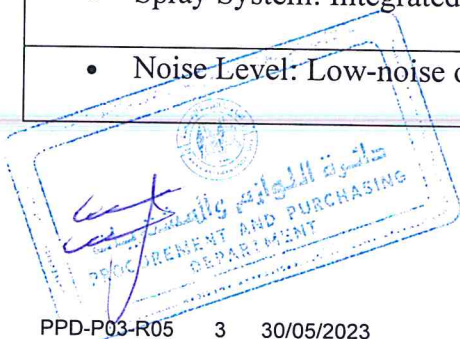 • Spray System: Integrated
• Noise Level: Low-noise o
دائرة اللوازم
PROCUREMENT AND PURCHASING
DEPARTMENT
PPD-P03-R05 3 30/05/2023